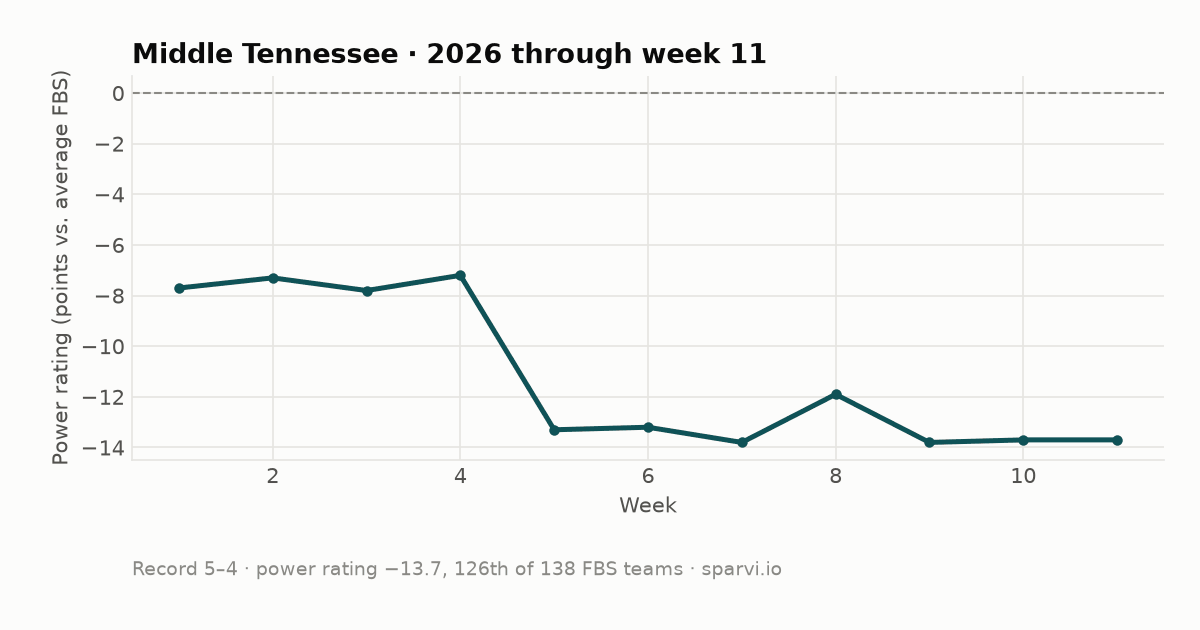 Middle Tennessee · 2026 through week 11
Power rating (points vs. average FBS)
0
−2
−4
−6
−8
−10
−12
−14
2 4 6 8 10
Week
Record 5–4 · power rating −13.7, 126th of 138 FBS teams · sparvi.io